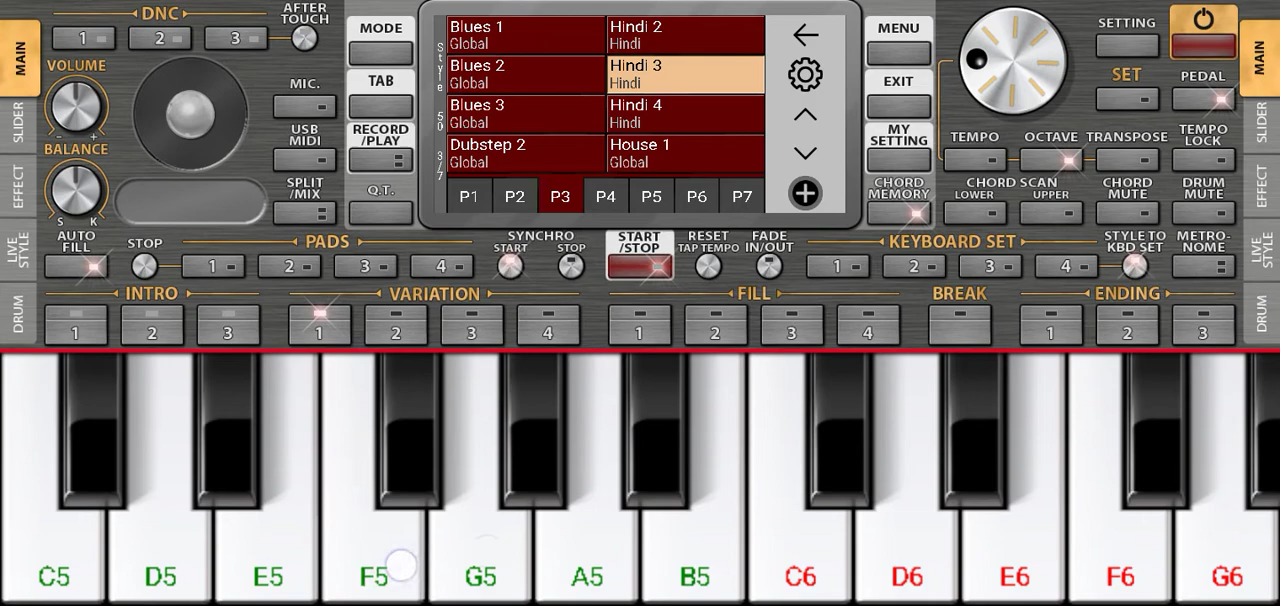 DNC
1 2 3
AFTER
TOUCH
MAIN
SLIDER
EFFECT
LIVE
STYLE
DRUM
VOLUME
- +
BALANCE
S K
MIC.
USB
MIDI
SPLIT
/MIX
MODE
TAB
RECORD
/PLAY
Q.T.
Style
50
3/7
Blues 1
Global
Hindi 2
Hindi
Blues 2
Global
Hindi 3
Hindi
Blues 3
Global
Hindi 4
Hindi
Dubstep 2
Global
House 1
Global
P1 P2 P3 P4 P5 P6 P7
MENU
EXIT
MY
SETTING
CHORD
MEMORY
SETTING
SET
PEDAL
TEMPO OCTAVE TRANSPOSE
TEMPO
LOCK
CHORD SCAN
LOWER UPPER
CHORD
MUTE
DRUM
MUTE
MAIN
SLIDER
EFFECT
LIVE
STYLE
DRUM
AUTO
FILL
STOP
PADS
1 2 3 4
SYNCHRO
START STOP
START
/STOP
RESET
TAP TEMPO
FADE
IN/OUT
KEYBOARD SET
1 2 3 4
STYLE TO
KBD SET
METRO-
NOME
INTRO
1 2 3
VARIATION
1 2 3 4
FILL
1 2 3 4
BREAK
ENDING
1 2 3
C5 D5 E5 F5 G5 A5 B5 C6 D6 E6 F6 G6